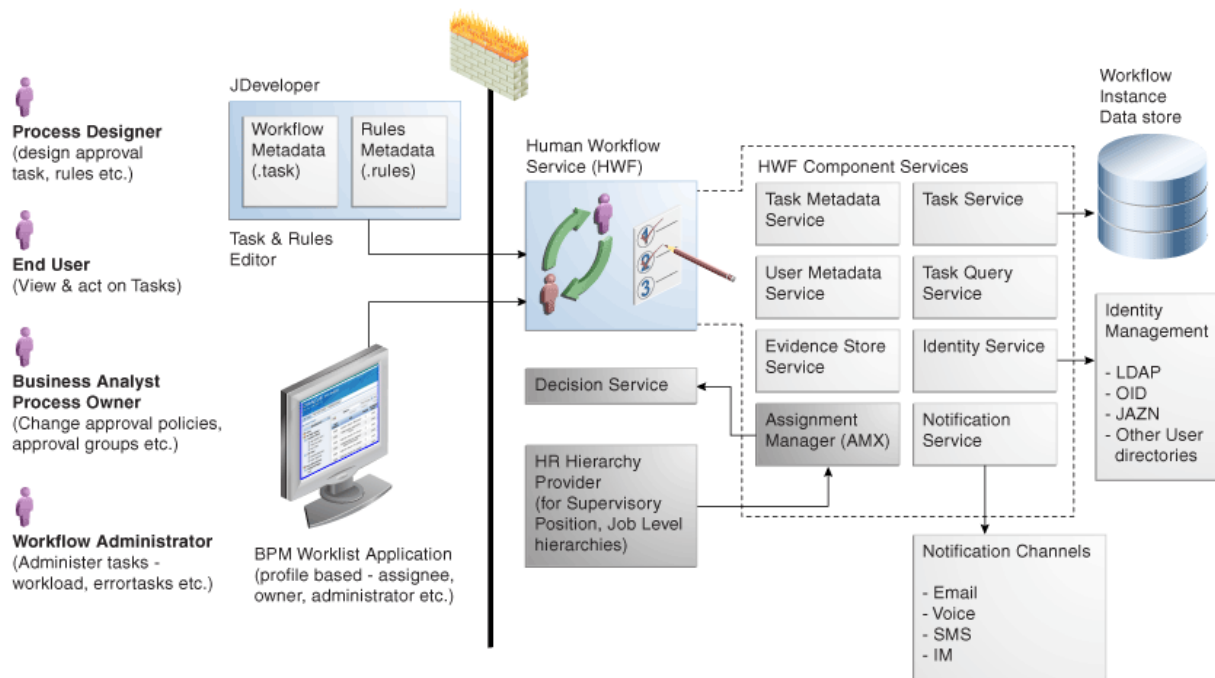 Process Designer
(design approval
task, rules etc.)
End User
(View & act on Tasks)
Business Analyst
Process Owner
(Change approval policies,
approval groups etc.)
Workflow Administrator
(Administer tasks -
workload, errortasks etc.)
JDeveloper
Workflow
Metadata
(.task)
Rules
Metadata
(.rules)
Task & Rules
Editor
BPM Worklist Application
(profile based - assignee,
owner, administrator etc.)
Human Workflow
Service (HWF)
3
Decision Service
HR Hierarchy
Provider
(for Supervisory
Position, Job Level
hierarchies)
HWF Component Services
Task Metadata
Service
Task Service
User Metadata
Service
Task Query
Service
Evidence Store
Service
Identity Service
Assignment
Manager (AMX)
Notification
Service
Workflow
Instance
Data store
Identity
Management
- LDAP
- OID
- JAZN
- Other User
directories
Notification Channels
- Email
- Voice
- SMS
- IM